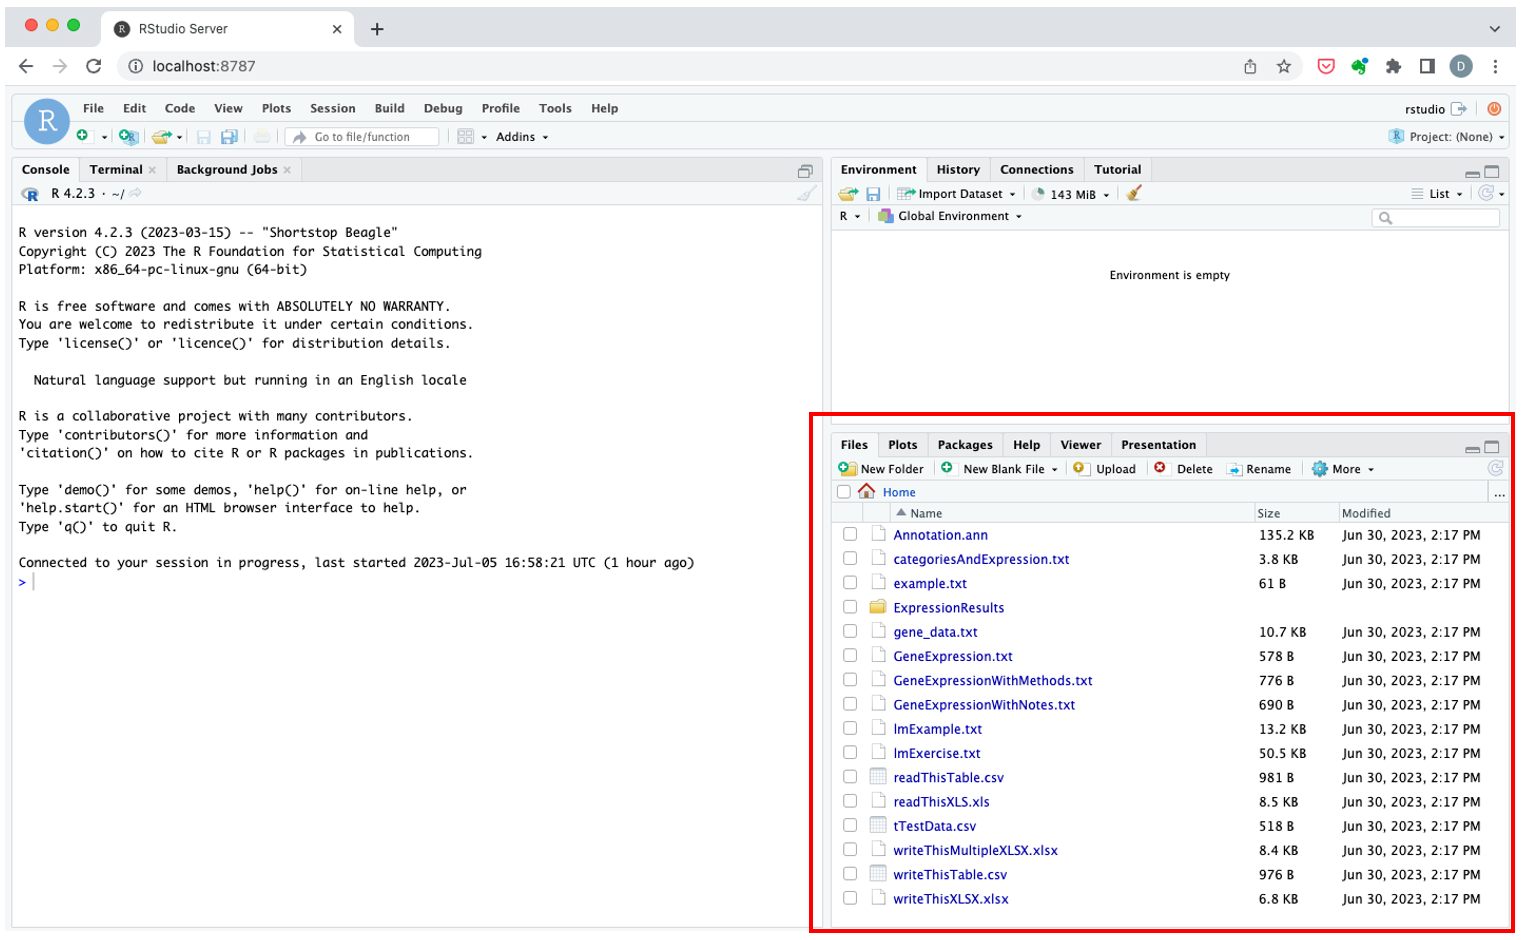 RStudio Server
localhost:8787
D
R
File Edit Code View Plots Session Build Debug Profile Tools Help
rstudio
Go to file/function
Addins
Project: (None)
Console Terminal Background Jobs
R 4.2.3 · ~/
R version 4.2.3 (2023-03-15) -- "Shortstop Beagle"
Copyright (C) 2023 The R Foundation for Statistical Computing
Platform: x86_64-pc-linux-gnu (64-bit)
R is free software and comes with ABSOLUTELY NO WARRANTY.
You are welcome to redistribute it under certain conditions.
Type 'license()' or 'licence()' for distribution details.
Natural language support but running in an English locale
R is a collaborative project with many contributors.
Type 'contributors()' for more information and
'citation()' on how to cite R or R packages in publications.
Type 'demo()' for some demos, 'help()' for on-line help, or
'help.start()' for an HTML browser interface to help.
Type 'q()' to quit R.
Connected to your session in progress, last started 2023-Jul-05 16:58:21 UTC (1 hour ago)
>
Environment History Connections Tutorial
Import Dataset 143 MiB List
R Global Environment
Environment is empty
Files Plots Packages Help Viewer Presentation
New Folder New Blank File Upload Delete Rename More
Home ...
Name Size Modified
Annotation.ann 135.2 KB Jun 30, 2023, 2:17 PM
categoriesAndExpression.txt 3.8 KB Jun 30, 2023, 2:17 PM
example.txt 61 B Jun 30, 2023, 2:17 PM
ExpressionResults
gene_data.txt 10.7 KB Jun 30, 2023, 2:17 PM
GeneExpression.txt 578 B Jun 30, 2023, 2:17 PM
GeneExpressionWithMethods.txt 776 B Jun 30, 2023, 2:17 PM
GeneExpressionWithNotes.txt 690 B Jun 30, 2023, 2:17 PM
lmExample.txt 13.2 KB Jun 30, 2023, 2:17 PM
lmExercise.txt 50.5 KB Jun 30, 2023, 2:17 PM
readThisTable.csv 981 B Jun 30, 2023, 2:17 PM
readThisXLS.xls 8.5 KB Jun 30, 2023, 2:17 PM
tTestData.csv 518 B Jun 30, 2023, 2:17 PM
writeThisMultipleXLSX.xlsx 8.4 KB Jun 30, 2023, 2:17 PM
writeThisTable.csv 976 B Jun 30, 2023, 2:17 PM
writeThisXLSX.xlsx 6.8 KB Jun 30, 2023, 2:17 PM